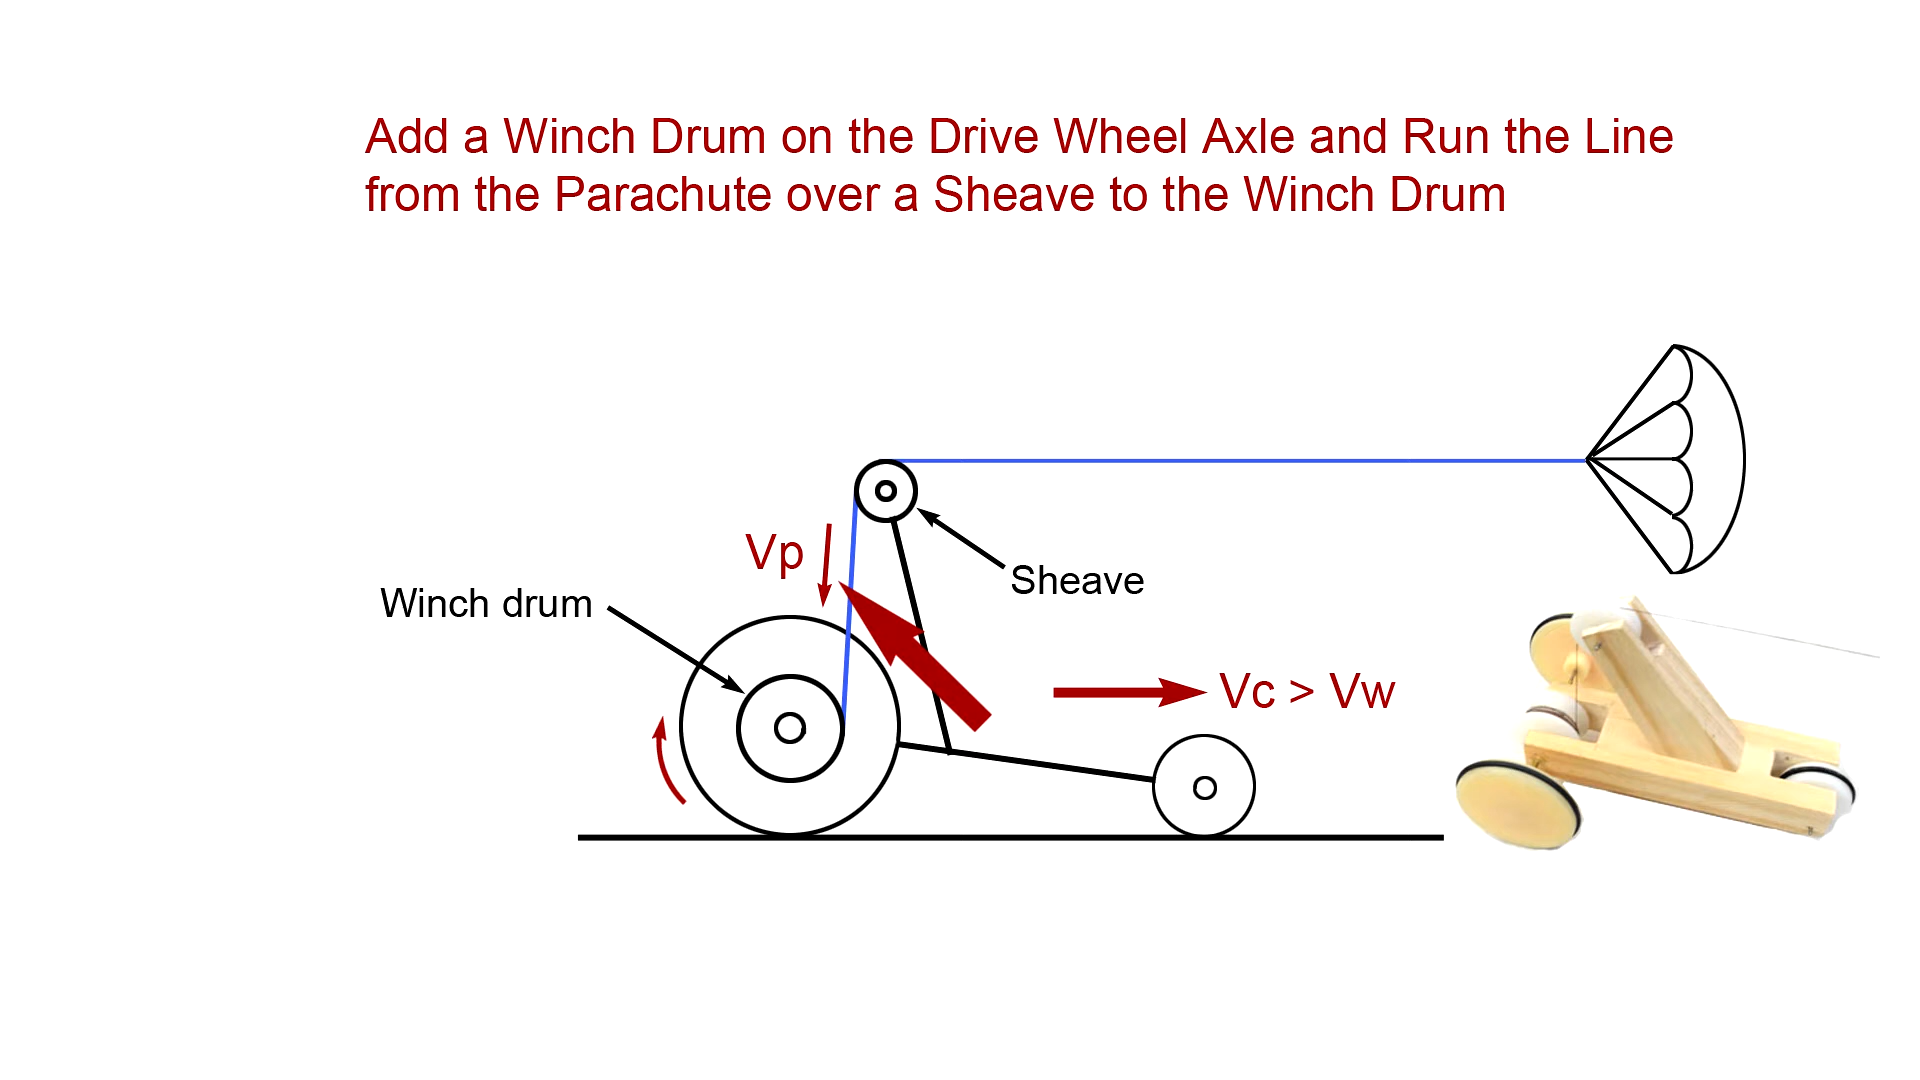 Add a Winch Drum on the Drive Wheel Axle and Run the Line
from the Parachute over a Sheave to the Winch Drum
Vp
Sheave
Winch drum
Vc > Vw